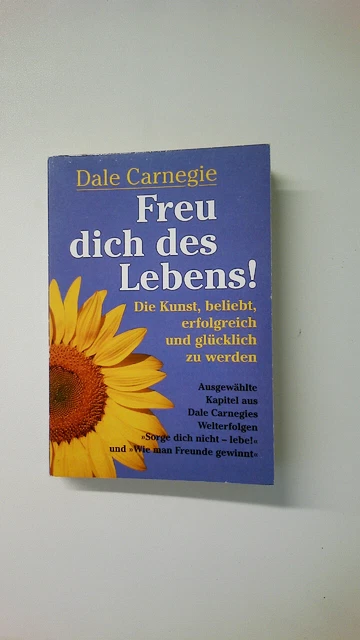 Dale Carnegie
Freu
dich des
Lebens!
Die Kunst, beliebt,
erfolgreich
und glücklich
zu werden
Ausgewählte
Kapitel aus
Dale Carnegies
Welterfolgen
»Sorge dich nicht – lebe!«
und »Wie man Freunde gewinnt«